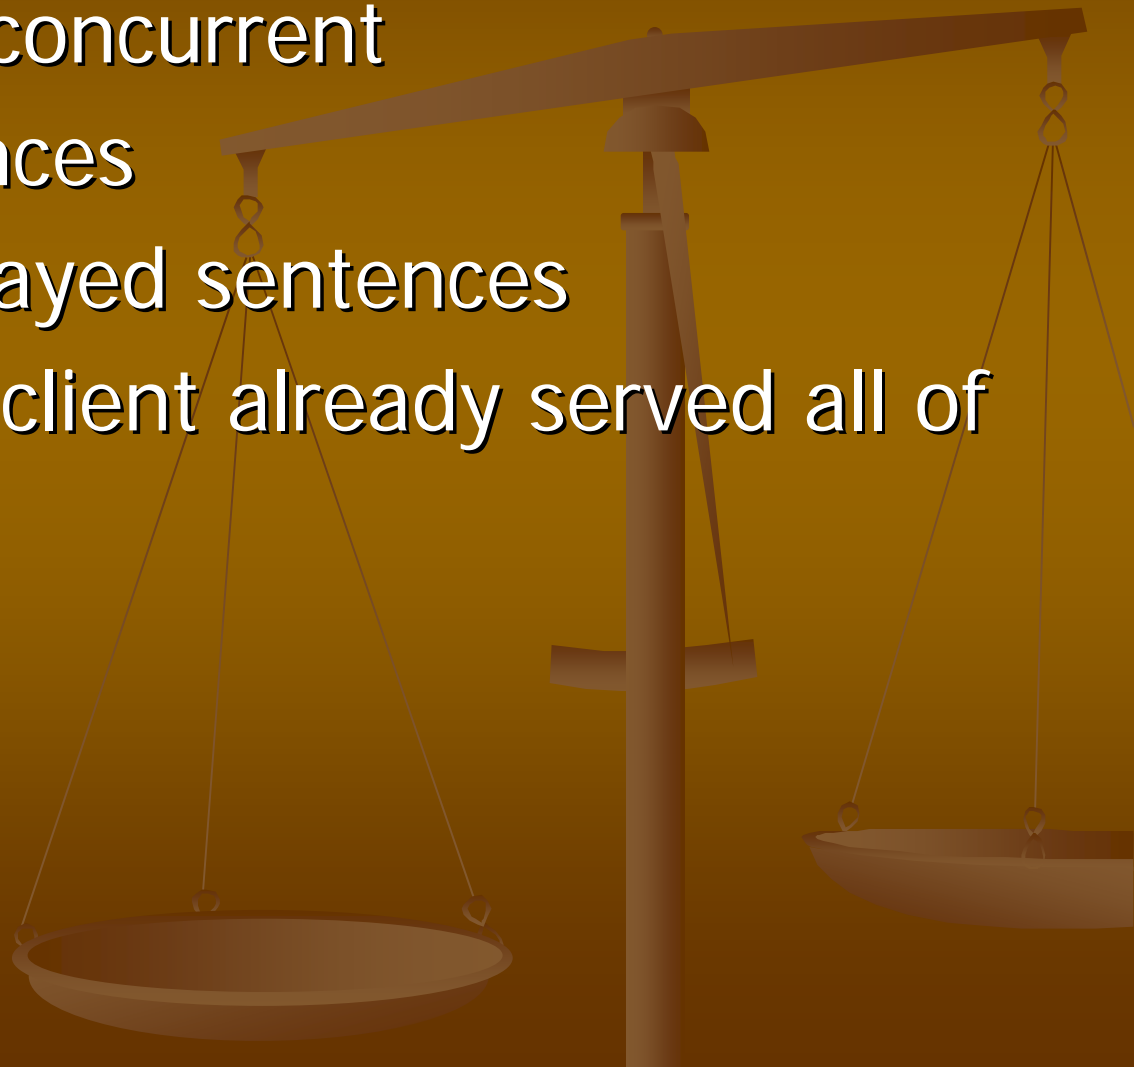 concurrent
nces
ayed sentences
client already served all of